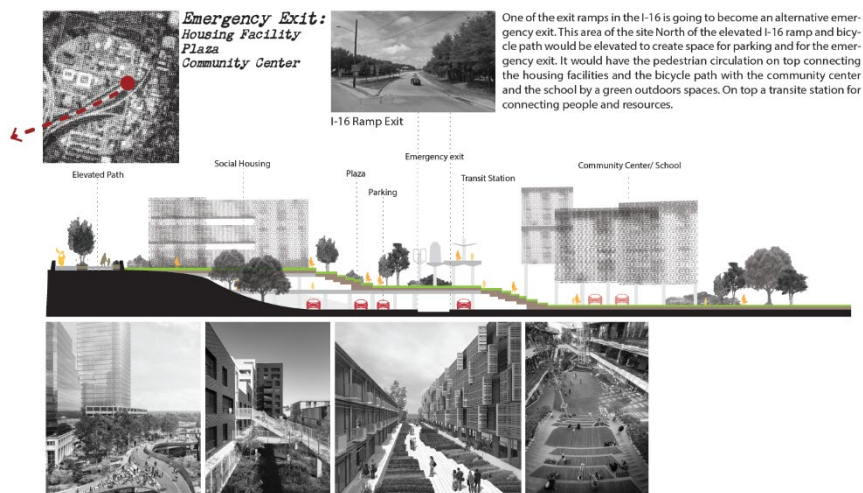 Emergency Exit:
Housing Facility
Plaza
Community Center
I-16 Ramp Exit
One of the exit ramps in the I-16 is going to become an alternative emer-
gency exit. This area of the site North of the elevated I-16 ramp and bicy-
cle path would be elevated to create space for parking and for the emer-
gency exit. It would have the pedestrian circulation on top connecting
the housing facilities and the bicycle path with the community center
and the school by a green outdoors spaces. On top a transite station for
connecting people and resources.
Elevated Path
Social Housing
Plaza
Parking
Emergency exit
Transit Station
Community Center/ School